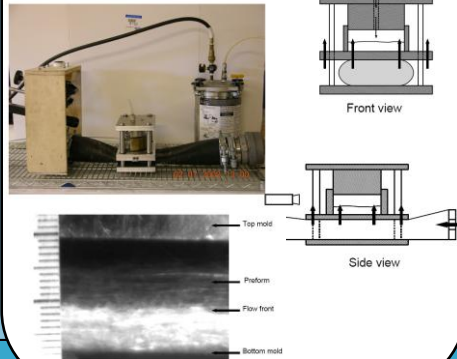 Front view
Top mold
Preform
Flow front
Bottom mold
Side view